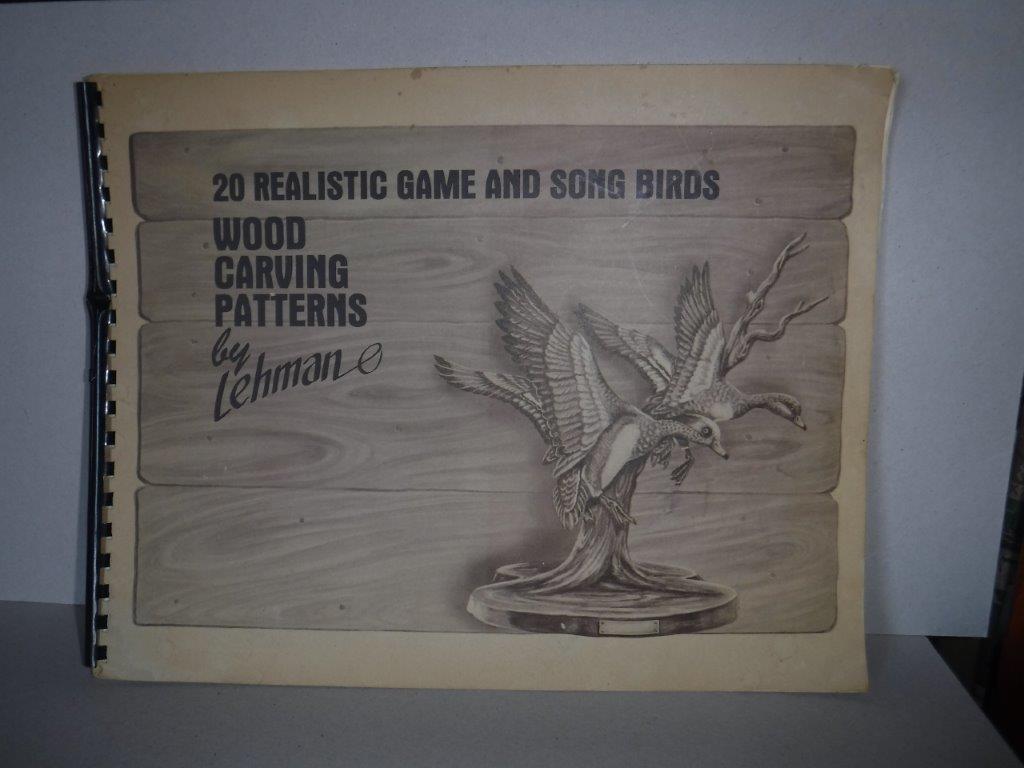 20 REALISTIC GAME AND SONG BIRDS
WOOD
CARVING
PATTERNS
by
Lehman